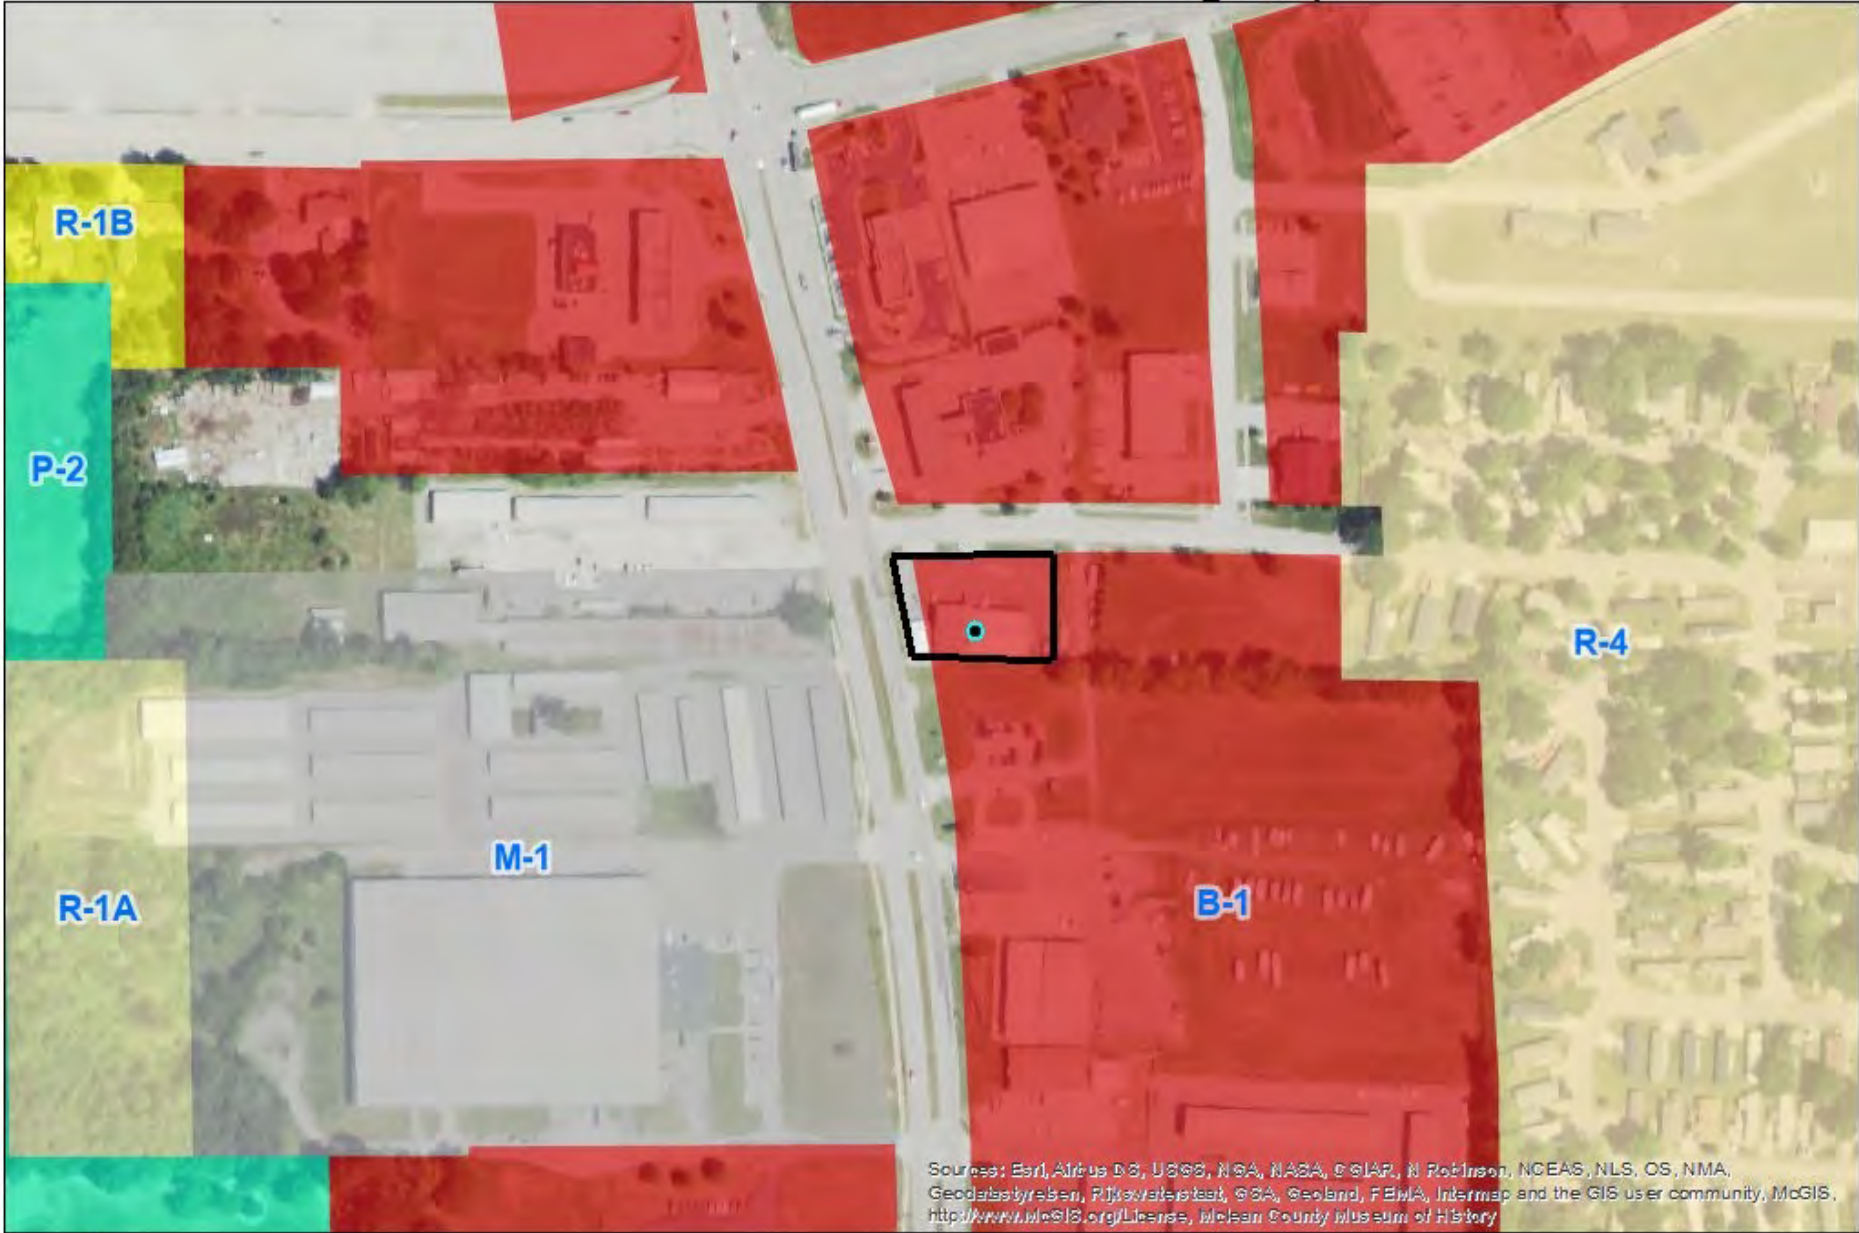 R-1B
P-2
R-4
M-1
B-1
R-1A
Sources: Esri, Airbus DS, USGS, NGA, NASA, CGIAR, N Robinson, NCEAS, NLS, OS, NMA,
Geodatastyrelsen, Rijkswaterstaat, GSA, Geoland, FEMA, Intermap and the GIS user community, McGIS,
http://www.McGIS.org/License, Mclean County Museum of History